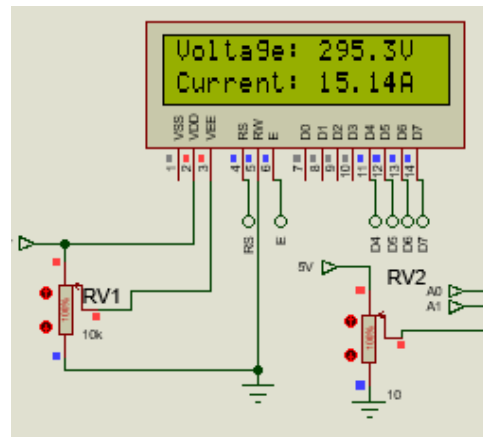 Voltage: 295.3V
Current: 15.14A
VSS
VDD
VEE
RS
RW
E
D0
D1
D2
D3
D4
D5
D6
D7
1
2
3
4
5
6
7
8
9
10
11
12
13
14
RS
E
D4
D5
D6
D7
RV1
100%
10k
5V
RV2
A0
A1
100%
10